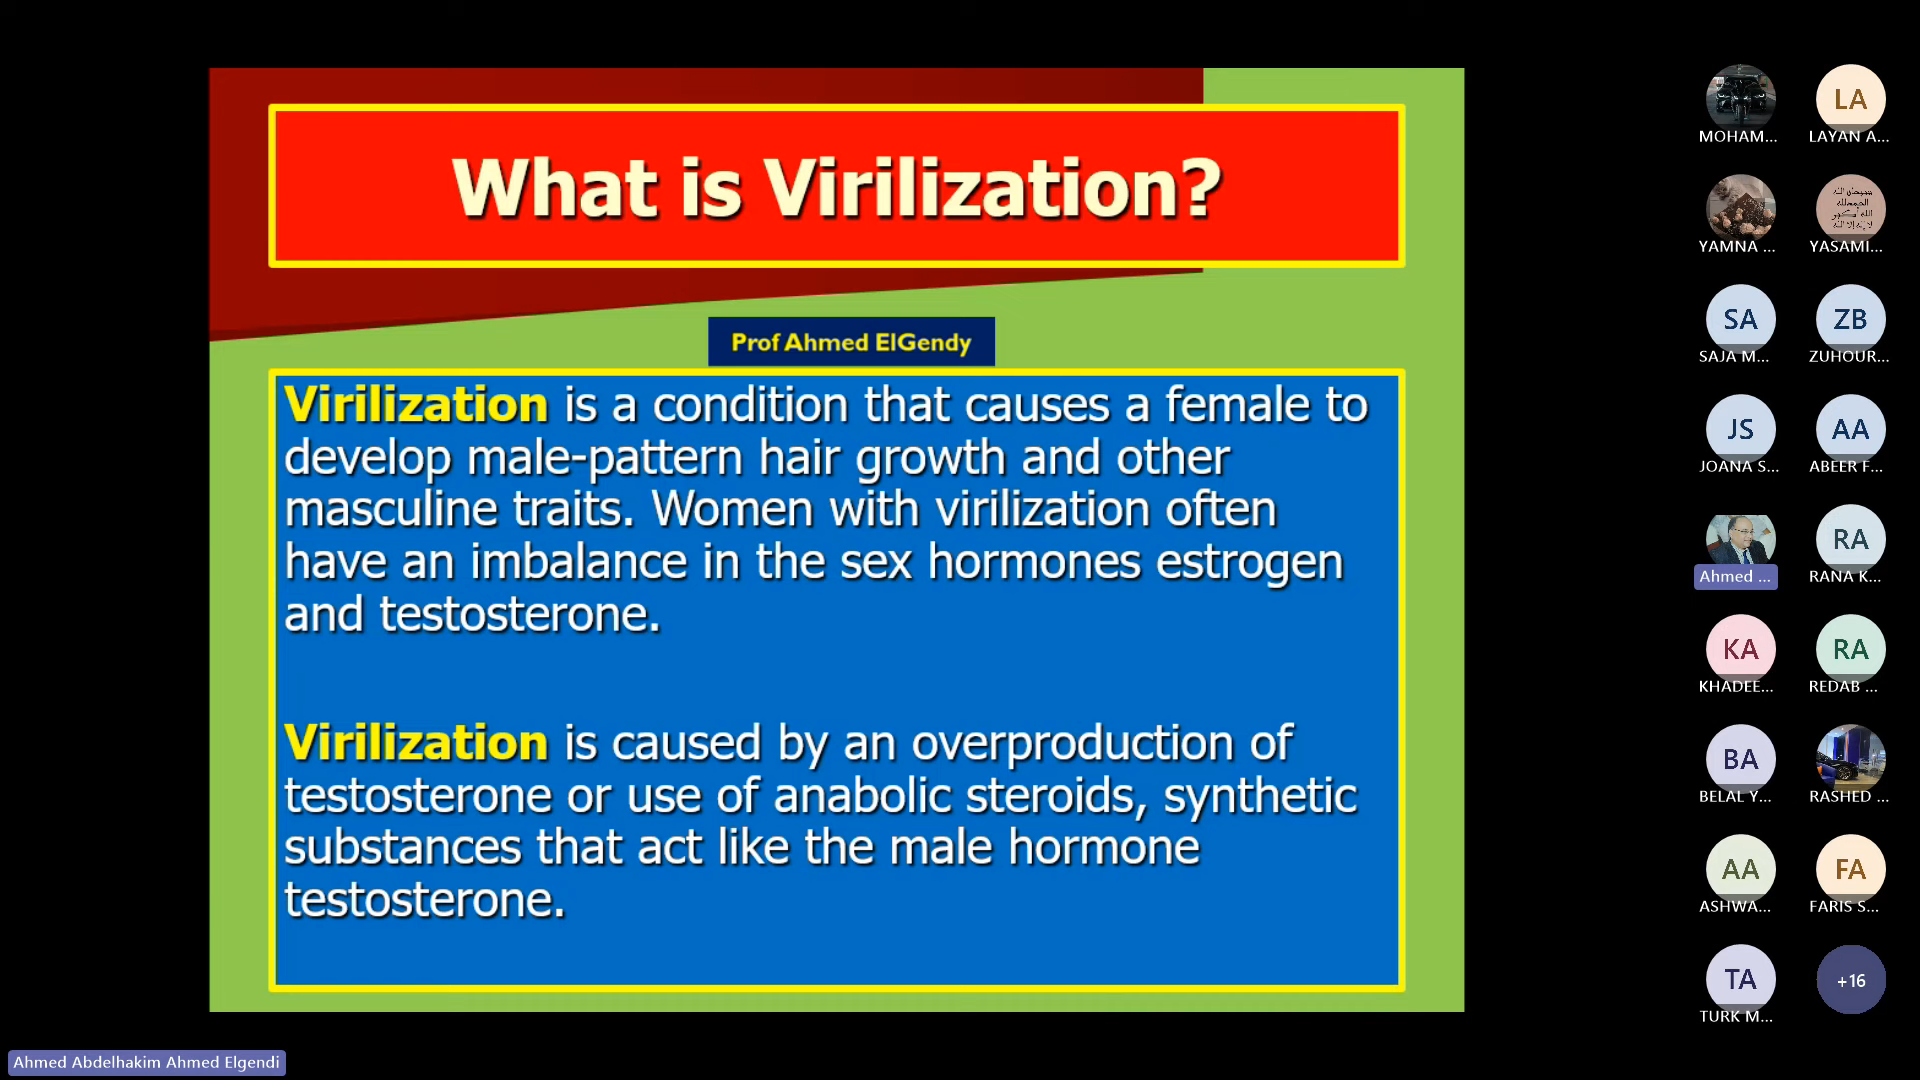 What is Virilization?
Prof Ahmed ElGendy
Virilization is a condition that causes a female to
develop male-pattern hair growth and other
masculine traits. Women with virilization often
have an imbalance in the sex hormones estrogen
and testosterone.
Virilization is caused by an overproduction of
testosterone or use of anabolic steroids, synthetic
substances that act like the male hormone
testosterone.
MOHAM...
LA
LAYAN A...
YAMNA ...
الحمدلله
YASAMI...
SA
SAJA M...
ZB
ZUHOUR...
JS
JOANA S...
AA
ABEER F...
Ahmed ...
RA
RANA K...
KA
KHADEE...
RA
REDAB ...
BA
BELAL Y...
RASHED ...
AA
ASHWA...
FA
FARIS S...
TA
TURK M...
+16
Ahmed Abdelhakim Ahmed Elgendi